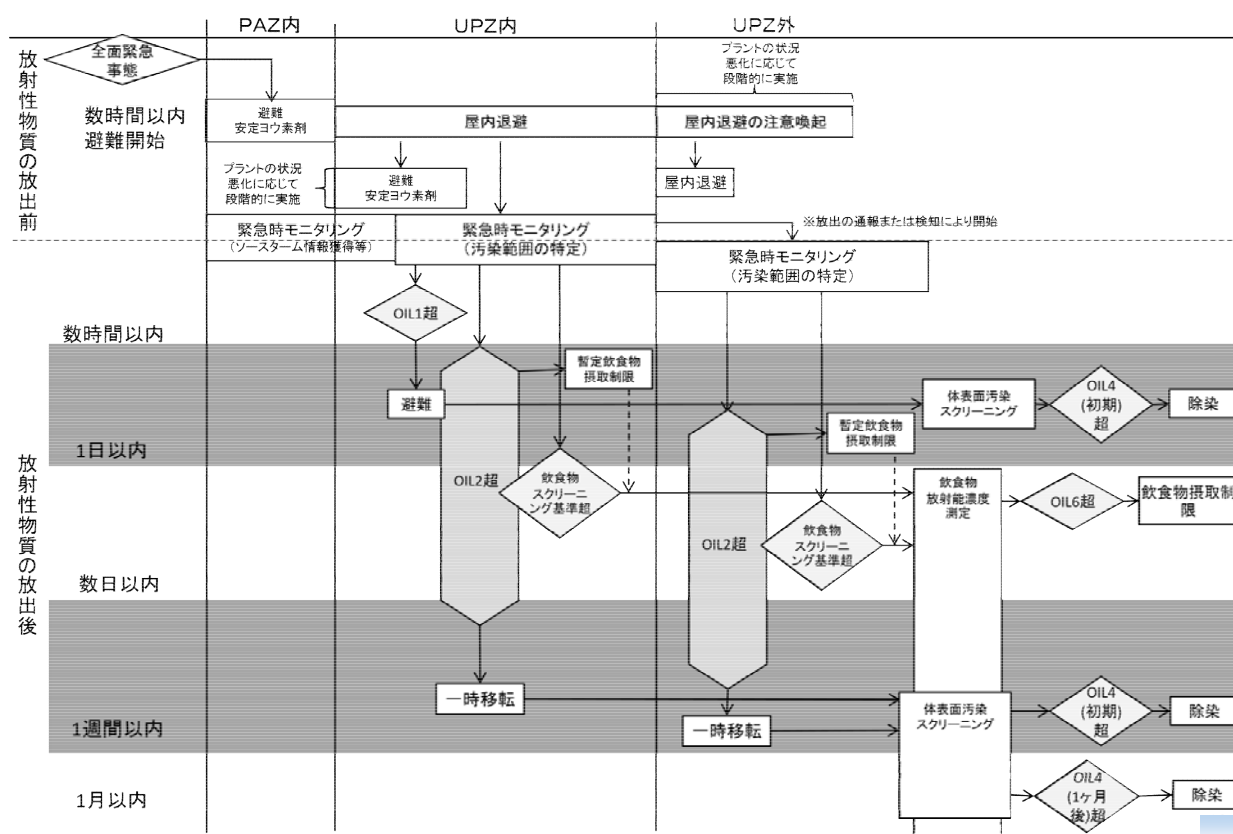 PAZ内
UPZ内
UPZ外
放射性物質の放出前
全面緊急
事態
プラントの状況
悪化に応じて
段階的に実施
数時間以内
避難開始
避難
安定ヨウ素剤
屋内退避
屋内退避の注意喚起
プラントの状況
悪化に応じて
段階的に実施
避難
安定ヨウ素剤
屋内退避
緊急時モニタリング
（ソースターム情報獲得等）
緊急時モニタリング
（汚染範囲の特定）
※放出の通報または検知により開始
緊急時モニタリング
（汚染範囲の特定）
放射性物質の放出後
OIL1超
数時間以内
暫定飲食物
摂取制限
避難
体表面汚染
スクリーニング
OIL4
(初期)
超
除染
暫定飲食物
摂取制限
1日以内
OIL2超
飲食物
スクリーニ
ング基準超
飲食物
放射能濃度
測定
OIL6超
飲食物摂取制
限
OIL2超
飲食物
スクリーニ
ング基準超
数日以内
一時移転
体表面汚染
スクリーニング
OIL4
(初期)
超
除染
一時移転
1週間以内
OIL4
(1ヶ月
後)超
除染
1月以内